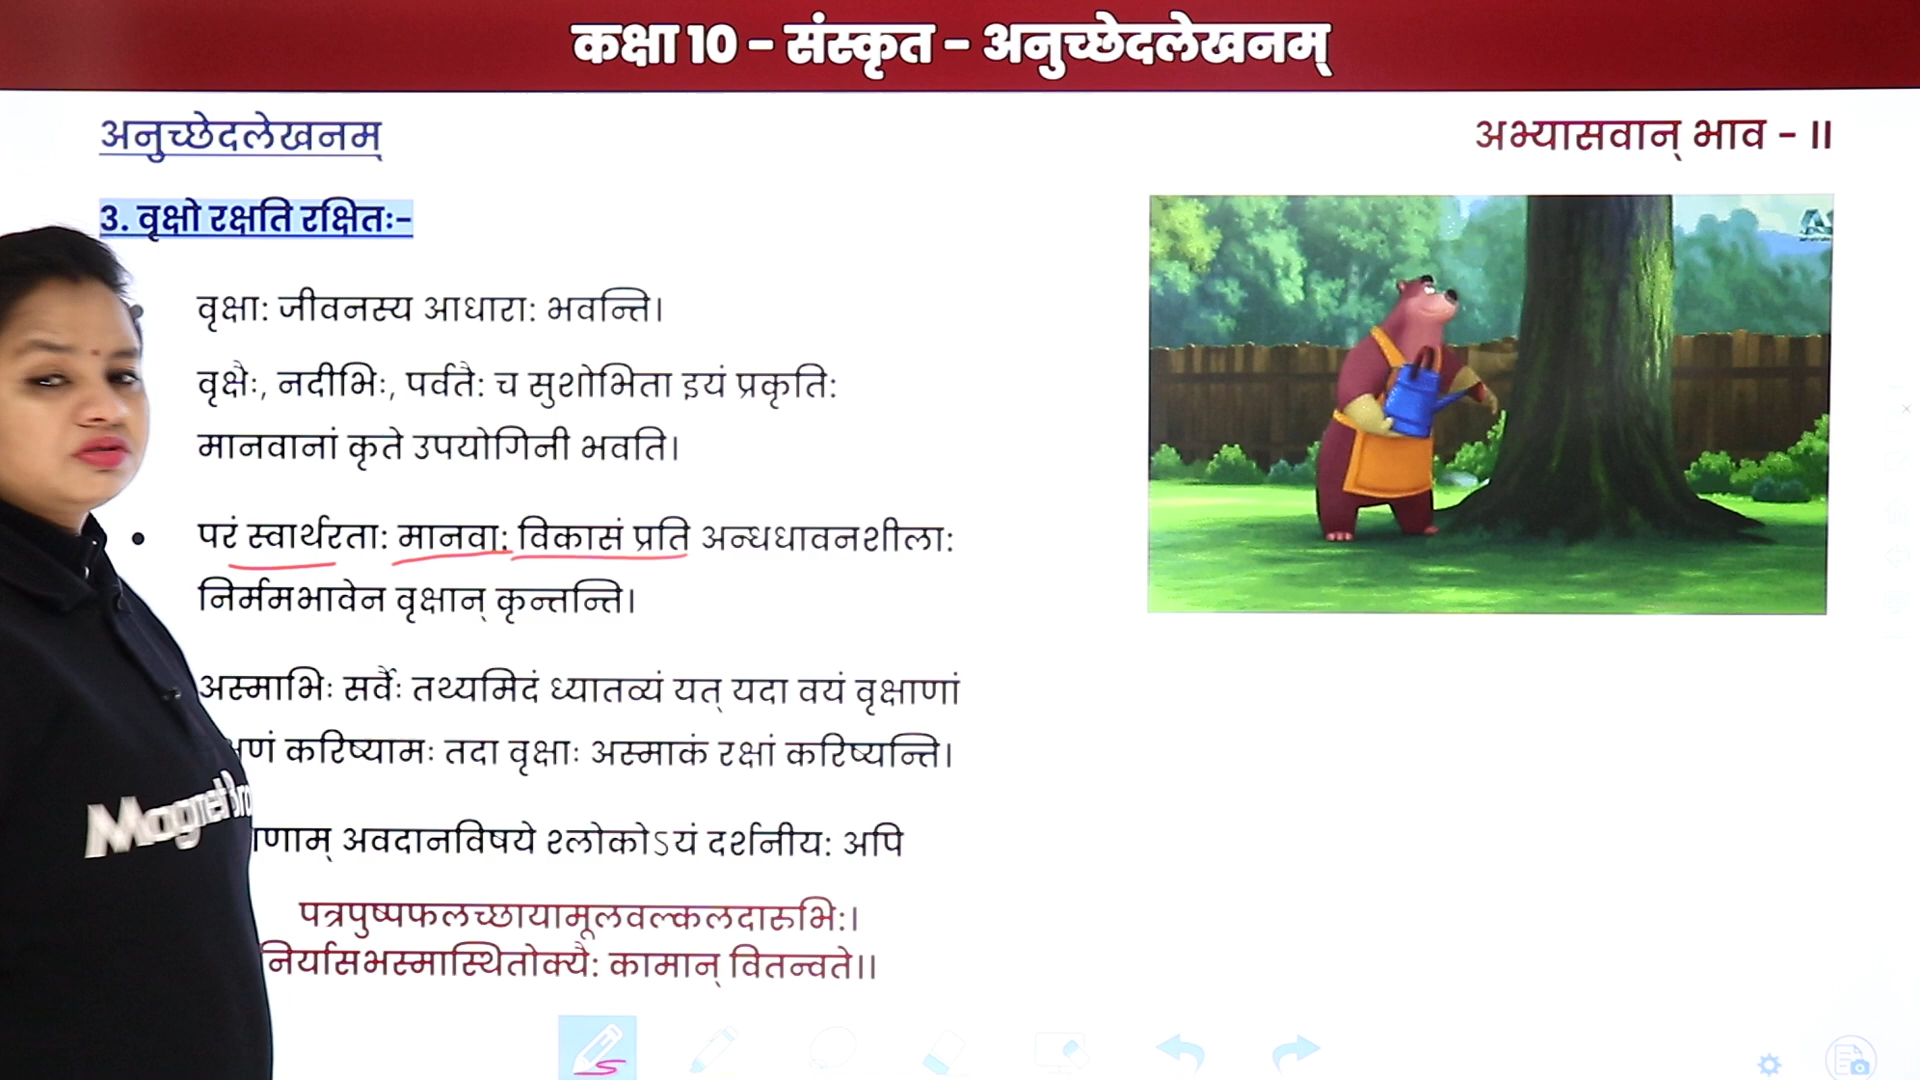 कक्षा 10 - संस्कृत - अनुच्छेदलेखनम्
अनुच्छेदलेखनम्
अभ्यासवान् भाव - II
3. वृक्षो रक्षति रक्षितः-
वृक्षाः जीवनस्य आधाराः भवन्ति।
वृक्षैः, नदीभिः, पर्वतैः च सुशोभिता इयं प्रकृतिः
मानवानां कृते उपयोगिनी भवति।
परं स्वार्थरताः मानवाः विकासं प्रति अन्धधावनशीलाः
निर्ममभावेन वृक्षान् कृन्तन्ति।
अस्माभिः सर्वैः तथ्यमिदं ध्यातव्यं यत् यदा वयं वृक्षाणां
करिष्यामः तदा वृक्षाः अस्माकं रक्षां करिष्यन्ति।
अवदानविषये श्लोकोऽयं दर्शनीयः अपि
पत्रपुष्पफलच्छायामूलवल्कलदारुभिः।
निर्यासभस्मास्थितोक्यैः कामान् वितन्वते।।